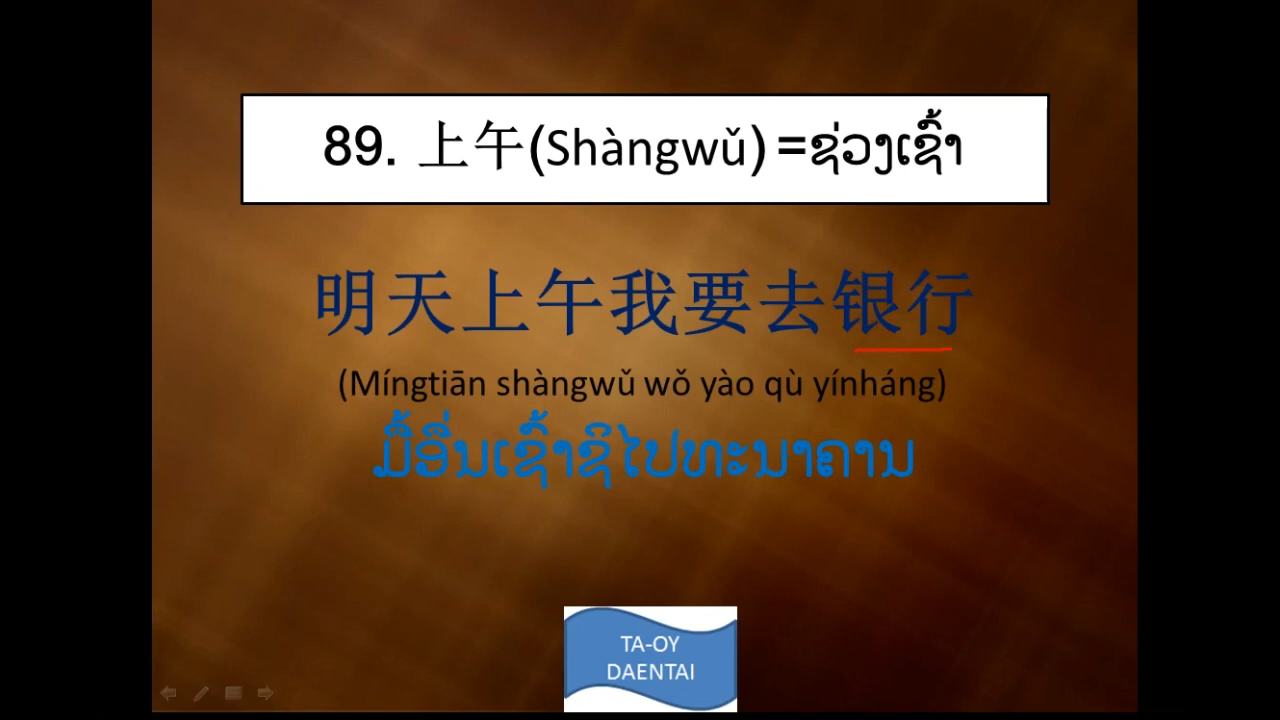 89. 上午(Shàngwǔ) =ຊ່ວງເຊົ້າ
明天上午我要去银行
(Míngtiān shàngwǔ wǒ yào qù yínháng)
ມື້ອື່ນເຊົ້າຊິໄປທະນາຄານ
TA-OY
DAENTAI